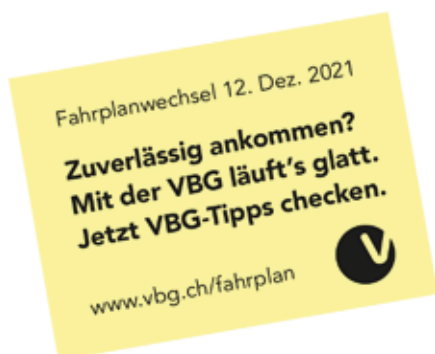 Fahrplanwechsel 12. Dez. 2021
Zuverlässig ankommen?
Mit der VBG läuft's glatt.
Jetzt VBG-Tipps checken.
www.vbg.ch/fahrplan
V